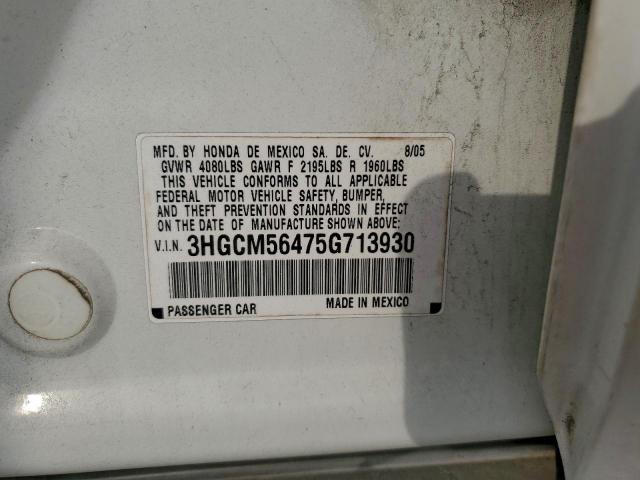 MFD. BY HONDA DE MEXICO SA. DE. CV. 8/05
GVWR 4080LBS GAWR F 2195LBS R 1960LBS
THIS VEHICLE CONFORMS TO ALL APPLICABLE
FEDERAL MOTOR VEHICLE SAFETY, BUMPER,
AND THEFT PREVENTION STANDARDS IN EFFECT
ON THE DATE OF MANUFACTURE SHOWN ABOVE:
V.I.N. 3HGCM56475G713930
PASSENGER CAR MADE IN MEXICO